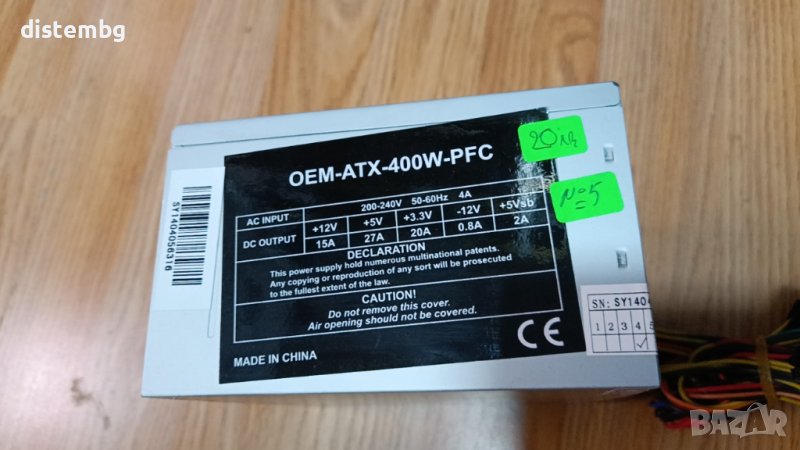 distembg
OEM-ATX-400W-PFC
20лв
№5
AC INPUT 200-240V 50-60Hz 4A
DC OUTPUT +12V +5V +3.3V -12V +5Vsb
15A 27A 20A 0.8A 2A
DECLARATION
This power supply hold numerous multinational patents.
Any copying or reproduction of any sort will be prosecuted
to the fullest extent of the law.
CAUTION!
Do not remove this cover.
Air opening should not be covered.
MADE IN CHINA
CE
SY1404056316
SN: SY1404
1 2 3 4 5
BAZAR